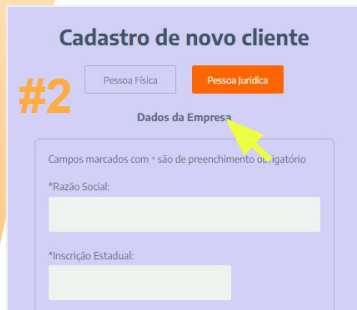 Cadastro de novo cliente
Pessoa Física
Pessoa Jurídica
#2
Dados da Empresa
Campos marcados com * são de preenchimento obrigatório
*Razão Social:
*Inscrição Estadual: